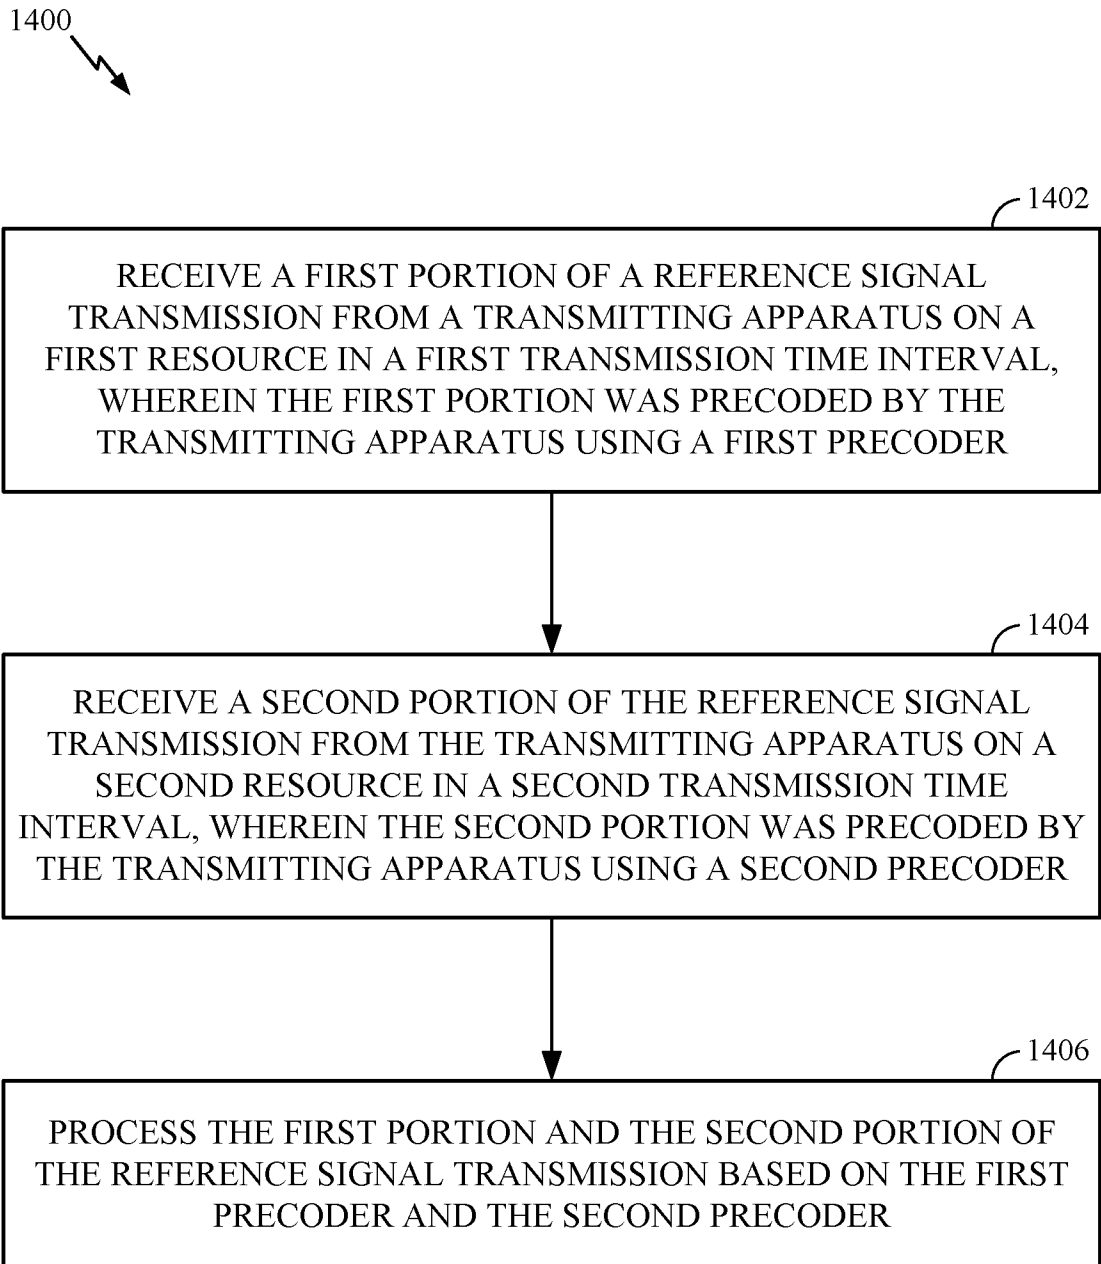 1400
1402
RECEIVE A FIRST PORTION OF A REFERENCE SIGNAL
TRANSMISSION FROM A TRANSMITTING APPARATUS ON A
FIRST RESOURCE IN A FIRST TRANSMISSION TIME INTERVAL,
WHEREIN THE FIRST PORTION WAS PRECODED BY THE
TRANSMITTING APPARATUS USING A FIRST PRECODER
1404
RECEIVE A SECOND PORTION OF THE REFERENCE SIGNAL
TRANSMISSION FROM THE TRANSMITTING APPARATUS ON A
SECOND RESOURCE IN A SECOND TRANSMISSION TIME
INTERVAL, WHEREIN THE SECOND PORTION WAS PRECODED BY
THE TRANSMITTING APPARATUS USING A SECOND PRECODER
1406
PROCESS THE FIRST PORTION AND THE SECOND PORTION OF
THE REFERENCE SIGNAL TRANSMISSION BASED ON THE FIRST
PRECODER AND THE SECOND PRECODER